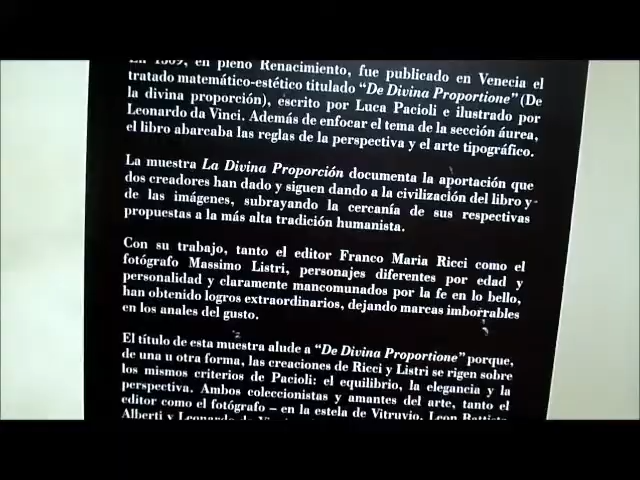 En 1509, en pleno Renacimiento, fue publicado en Venecia el
tratado matemático-estético titulado “De Divina Proportione” (De
la divina proporción), escrito por Luca Pacioli e ilustrado por
Leonardo da Vinci. Además de enfocar el tema de la sección áurea,
el libro abarcaba las reglas de la perspectiva y el arte tipográfico.
La muestra La Divina Proporción documenta la aportación que
dos creadores han dado y siguen dando a la civilización del libro y
de las imágenes, subrayando la cercanía de sus respectivas
propuestas a la más alta tradición humanista.
Con su trabajo, tanto el editor Franco Maria Ricci como el
fotógrafo Massimo Listri, personajes diferentes por edad y
personalidad y claramente mancomunados por la fe en lo bello,
han obtenido logros extraordinarios, dejando marcas imborrables
en los anales del gusto.
El título de esta muestra alude a “De Divina Proportione” porque,
de una u otra forma, las creaciones de Ricci y Listri se rigen sobre
los mismos criterios de Pacioli: el equilibrio, la elegancia y la
perspectiva. Ambos coleccionistas y amantes del arte, tanto el
editor como el fotógrafo – en la estela de Vitruvio, Leon Battista
Alberti y Leonardo da